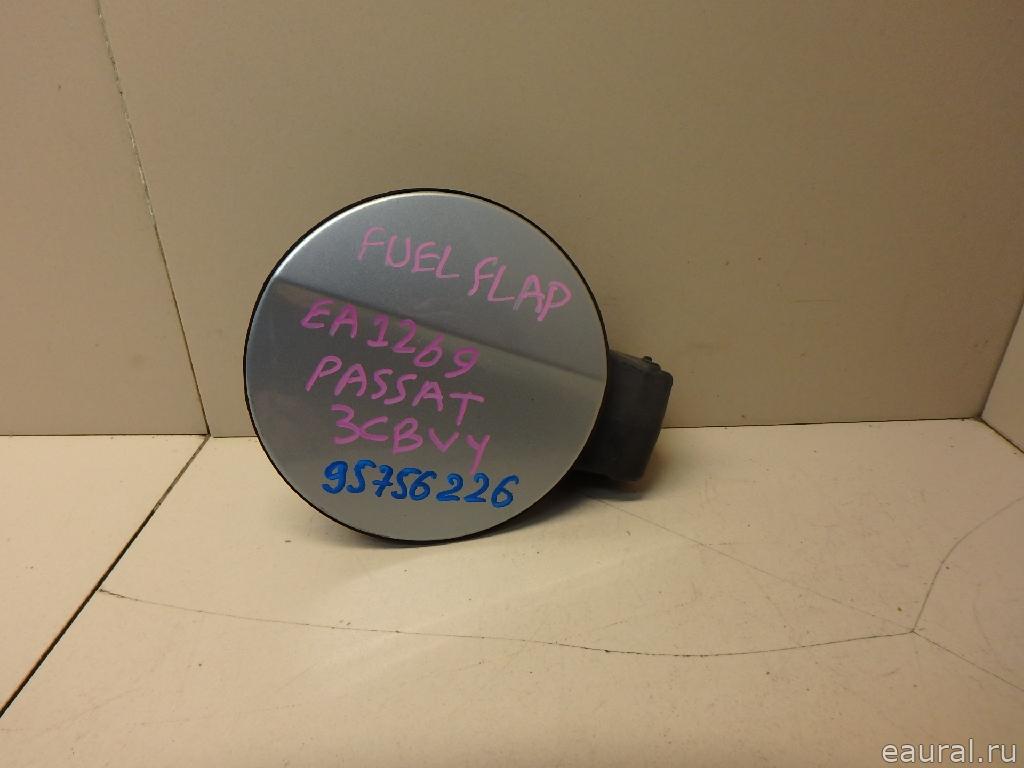 FUEL FLAP
EA1269
PASSAT
3CBVY
95756226
eaural.ru